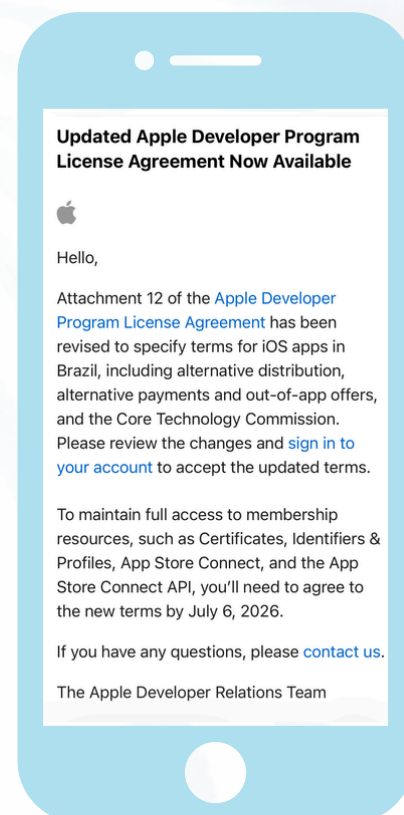 Updated Apple Developer Program
License Agreement Now Available
Hello,
Attachment 12 of the Apple Developer
Program License Agreement has been
revised to specify terms for iOS apps in
Brazil, including alternative distribution,
alternative payments and out-of-app offers,
and the Core Technology Commission.
Please review the changes and sign in to
your account to accept the updated terms.
To maintain full access to membership
resources, such as Certificates, Identifiers &
Profiles, App Store Connect, and the App
Store Connect API, you’ll need to agree to
the new terms by July 6, 2026.
If you have any questions, please contact us.
The Apple Developer Relations Team